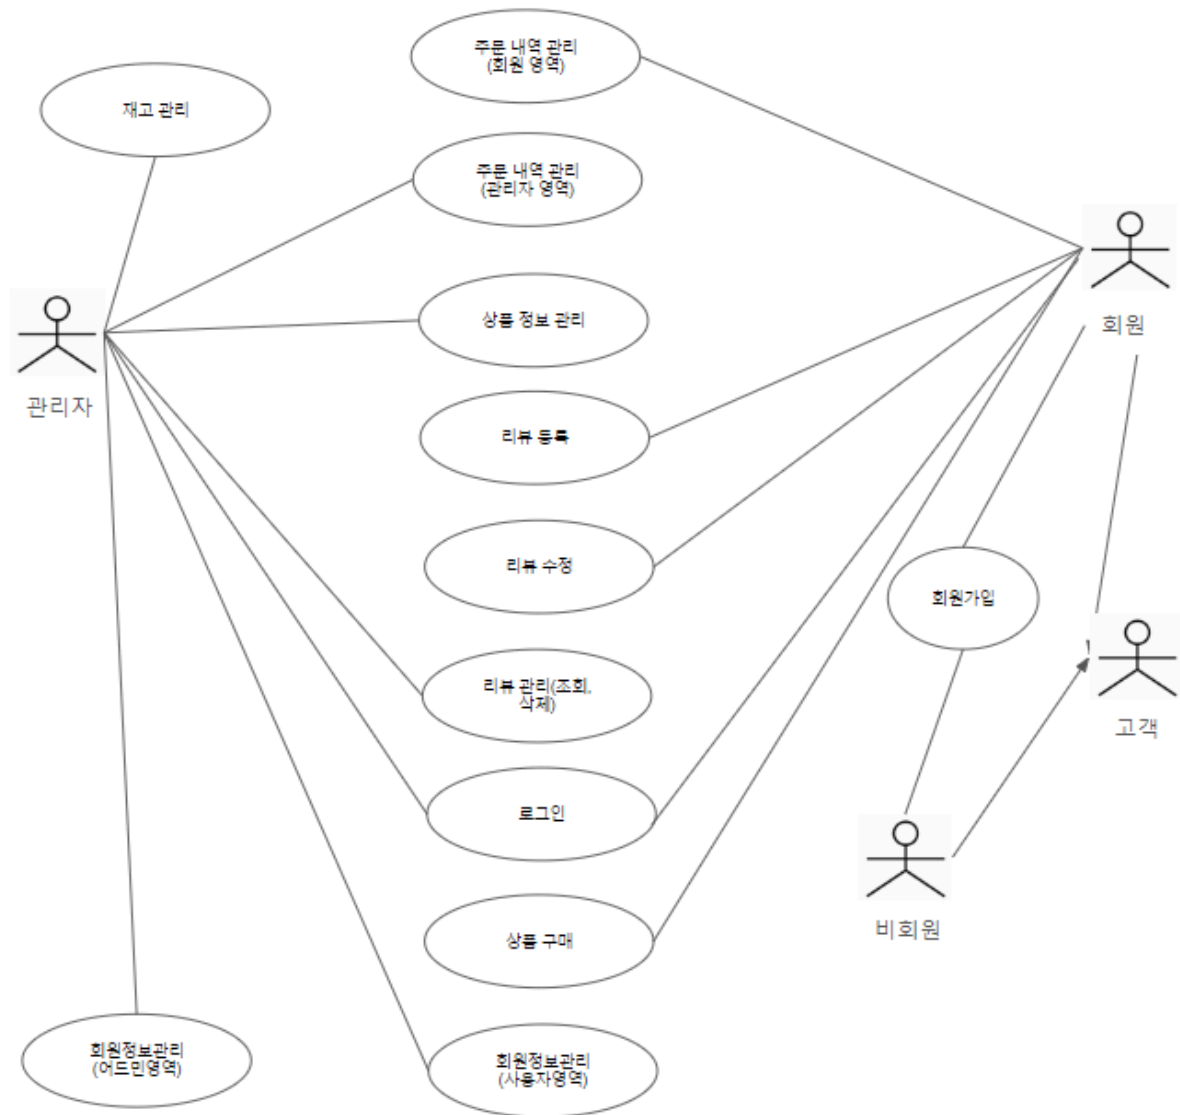 주문 내역 관리
(회원 영역)
재고 관리
주문 내역 관리
(관리자 영역)
회원
상품 정보 관리
관리자
리뷰 등록
리뷰 수정
회원가입
리뷰 관리(조회,
삭제)
고객
로그인
비회원
상품 구매
회원정보관리
(어드민영역)
회원정보관리
(사용자영역)